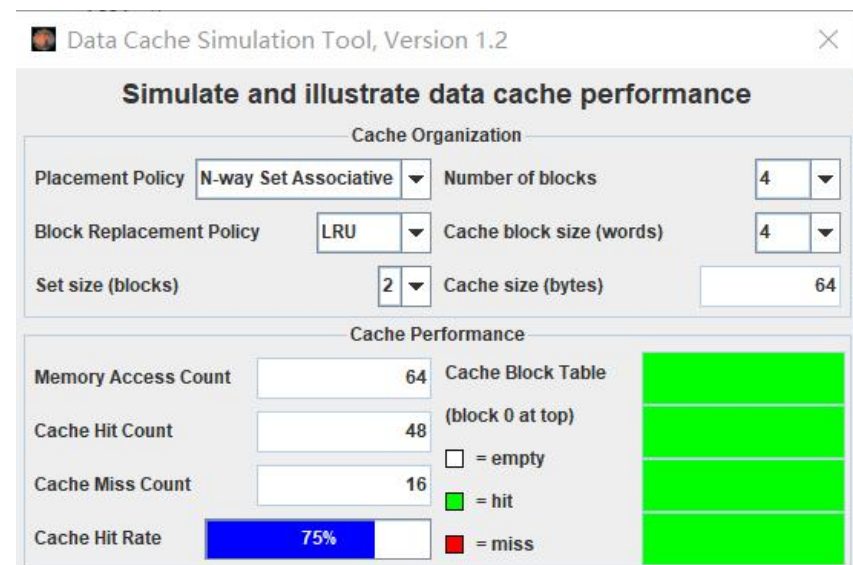 Data Cache Simulation Tool, Version 1.2
Simulate and illustrate data cache performance
Cache Organization
Placement Policy N-way Set Associative Number of blocks 4
Block Replacement Policy LRU Cache block size (words) 4
Set size (blocks) 2 Cache size (bytes) 64
Cache Performance
Memory Access Count 64 Cache Block Table
(block 0 at top)
Cache Hit Count 48
= empty
Cache Miss Count 16
= hit
Cache Hit Rate 75%
= miss